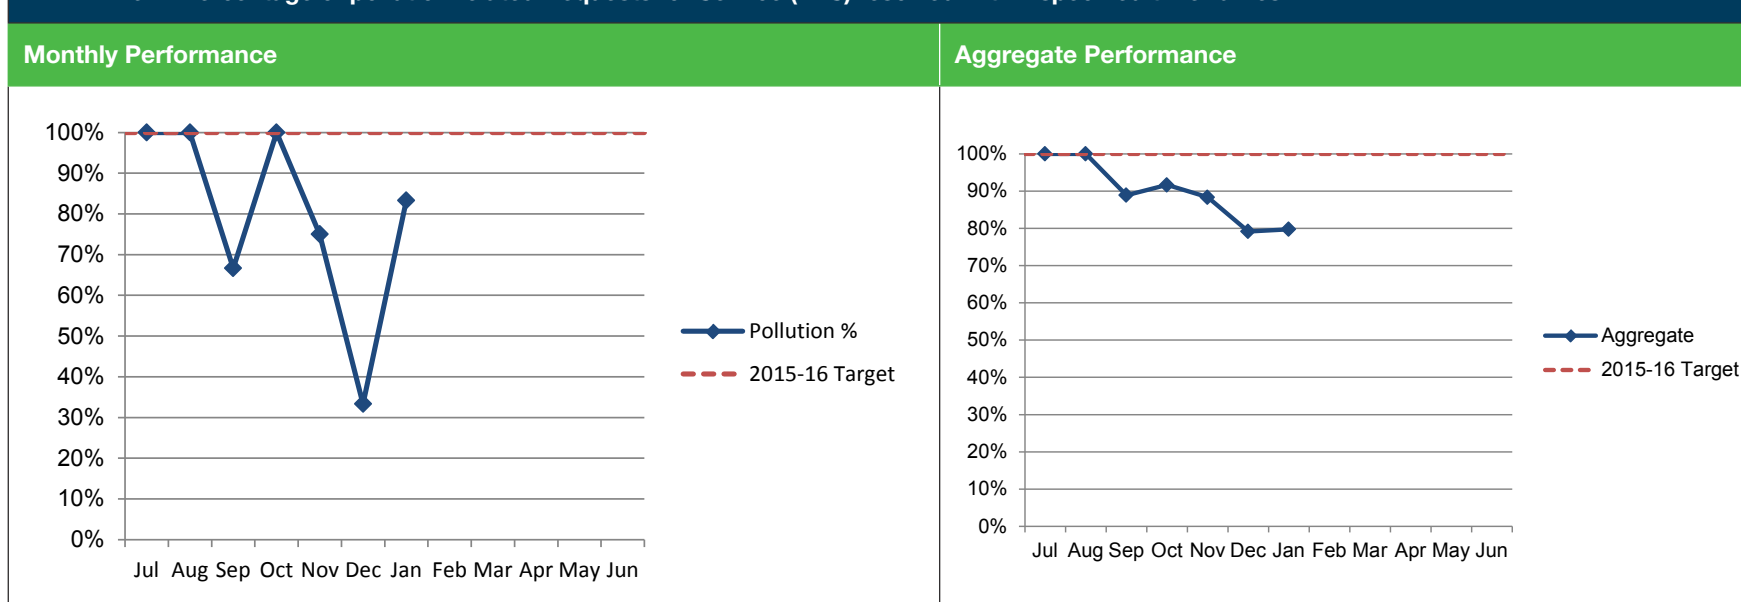 Monthly Performance
Aggregate Performance
100%
90%
80%
70%
60%
50%
40%
30%
20%
10%
0%
Jul Aug Sep Oct Nov Dec Jan Feb Mar Apr May Jun
Pollution %
2015-16 Target
100%
90%
80%
70%
60%
50%
40%
30%
20%
10%
0%
Jul Aug Sep Oct Nov Dec Jan Feb Mar Apr May Jun
Aggregate
2015-16 Target